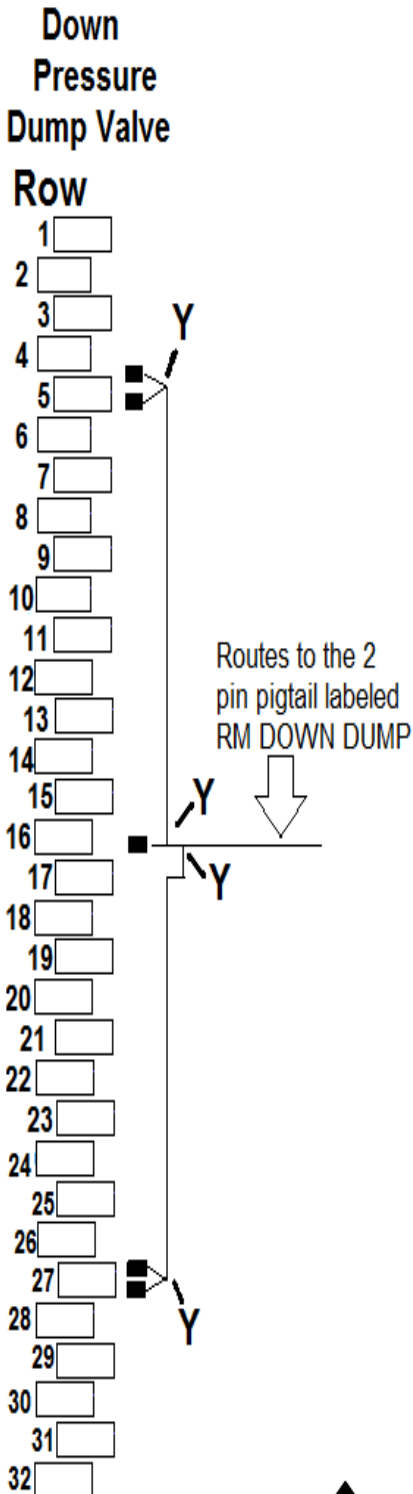 Down
Pressure
Dump Valve
Row
1
2
3
Y
4
5
6
7
8
9
10
11
Routes to the 2
pin pigtail labeled
RM DOWN DUMP
12
13
14
15
Y
16
17
Y
18
19
20
21
22
23
24
25
26
27
28
Y
29
30
31
32